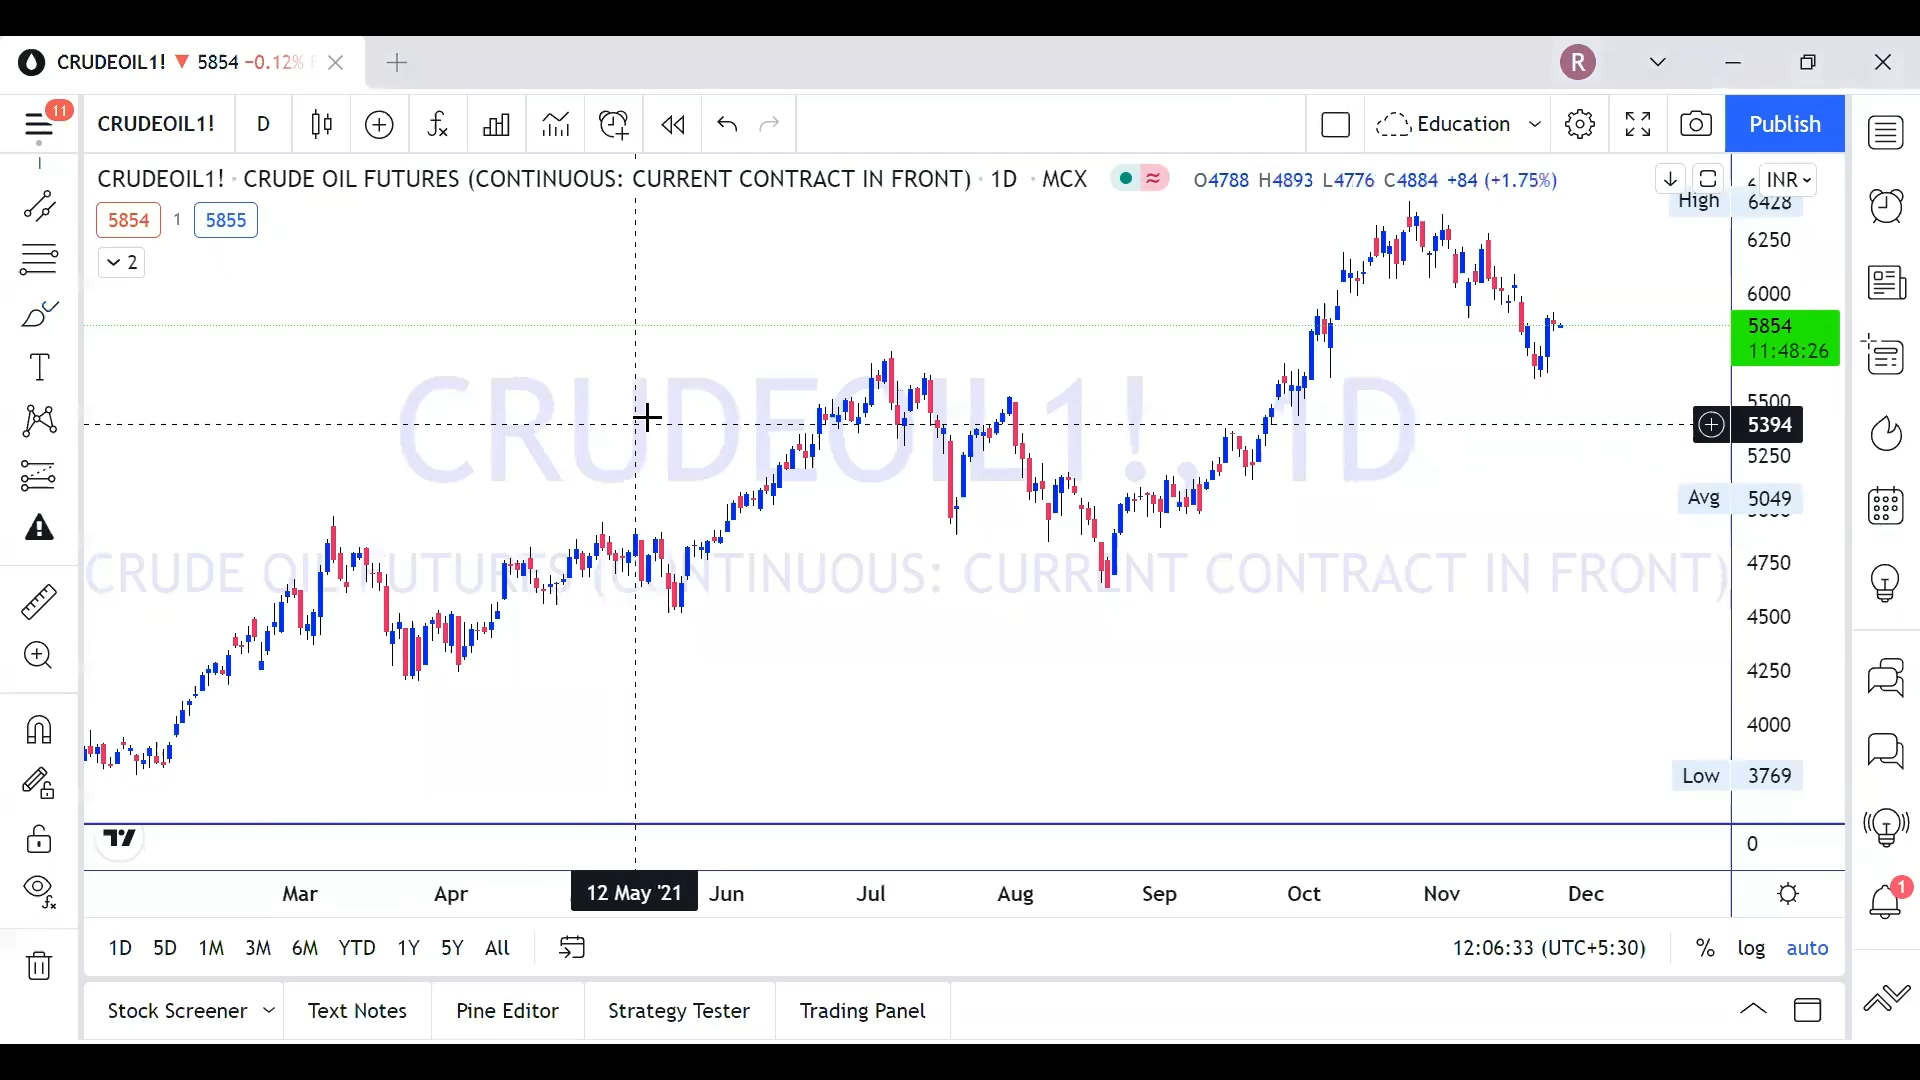 CRUDEOIL1! ▼ 5854 −0.12%
R
11
CRUDEOIL1! D
Education
Publish
CRUDEOIL1! · CRUDE OIL FUTURES (CONTINUOUS: CURRENT CONTRACT IN FRONT) · 1D · MCX
O4788 H4893 L4776 C4884 +84 (+1.75%)
INR
5854 1 5855
2
High 6428
6250
6000
5854
11:48:26
5500
5394
5250
Avg 5049
5000
4750
4500
4250
4000
Low 3769
0
CRUDEOIL1!, 1D
CRUDE OIL FUTURES (CONTINUOUS: CURRENT CONTRACT IN FRONT)
Mar Apr 12 May '21 Jun Jul Aug Sep Oct Nov Dec
1
1D 5D 1M 3M 6M YTD 1Y 5Y All
12:06:33 (UTC+5:30) % log auto
Stock Screener Text Notes Pine Editor Strategy Tester Trading Panel